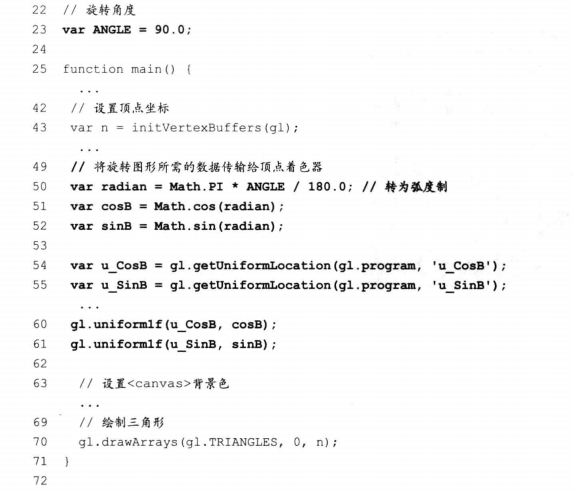 22 // 旋转角度
23 var ANGLE = 90.0;
24
25 function main() {
...
42 // 设置顶点坐标
43 var n = initVertexBuffers(gl);
...
49 // 将旋转图形所需的数据传输给顶点着色器
50 var radian = Math.PI * ANGLE / 180.0; // 转为弧度制
51 var cosB = Math.cos(radian);
52 var sinB = Math.sin(radian);
53
54 var u_CosB = gl.getUniformLocation(gl.program, 'u_CosB');
55 var u_SinB = gl.getUniformLocation(gl.program, 'u_SinB');
...
60 gl.uniform1f(u_CosB, cosB);
61 gl.uniform1f(u_SinB, sinB);
62
63 // 设置<canvas>背景色
...
69 // 绘制三角形
70 gl.drawArrays(gl.TRIANGLES, 0, n);
71 }
72